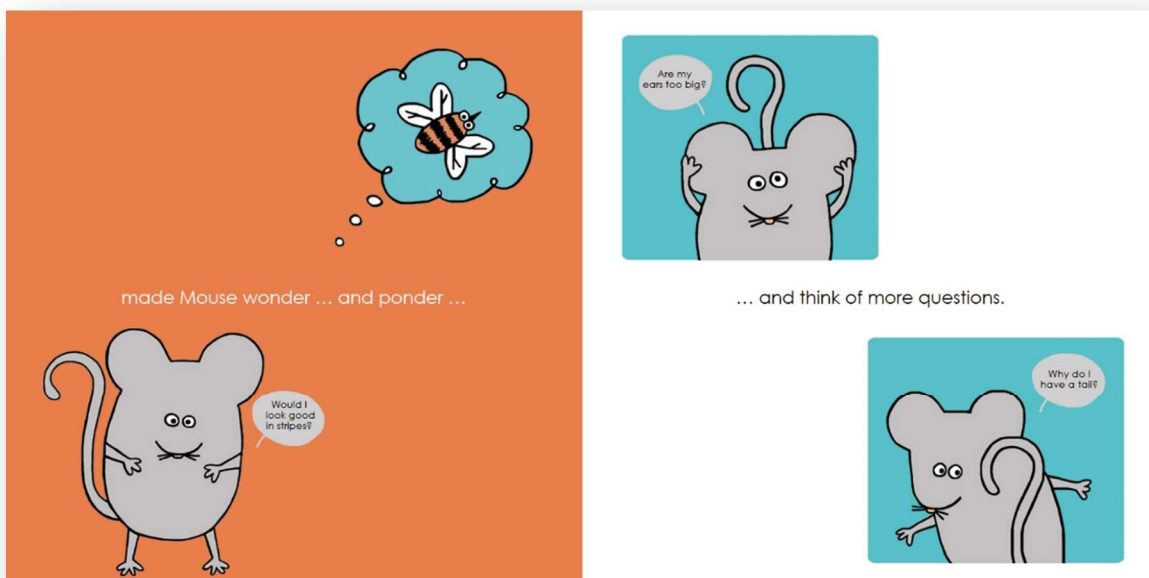 made Mouse wonder … and ponder …
Would I
look good
in stripes?
Are my
ears too big?
… and think of more questions.
Why do I
have a tail?